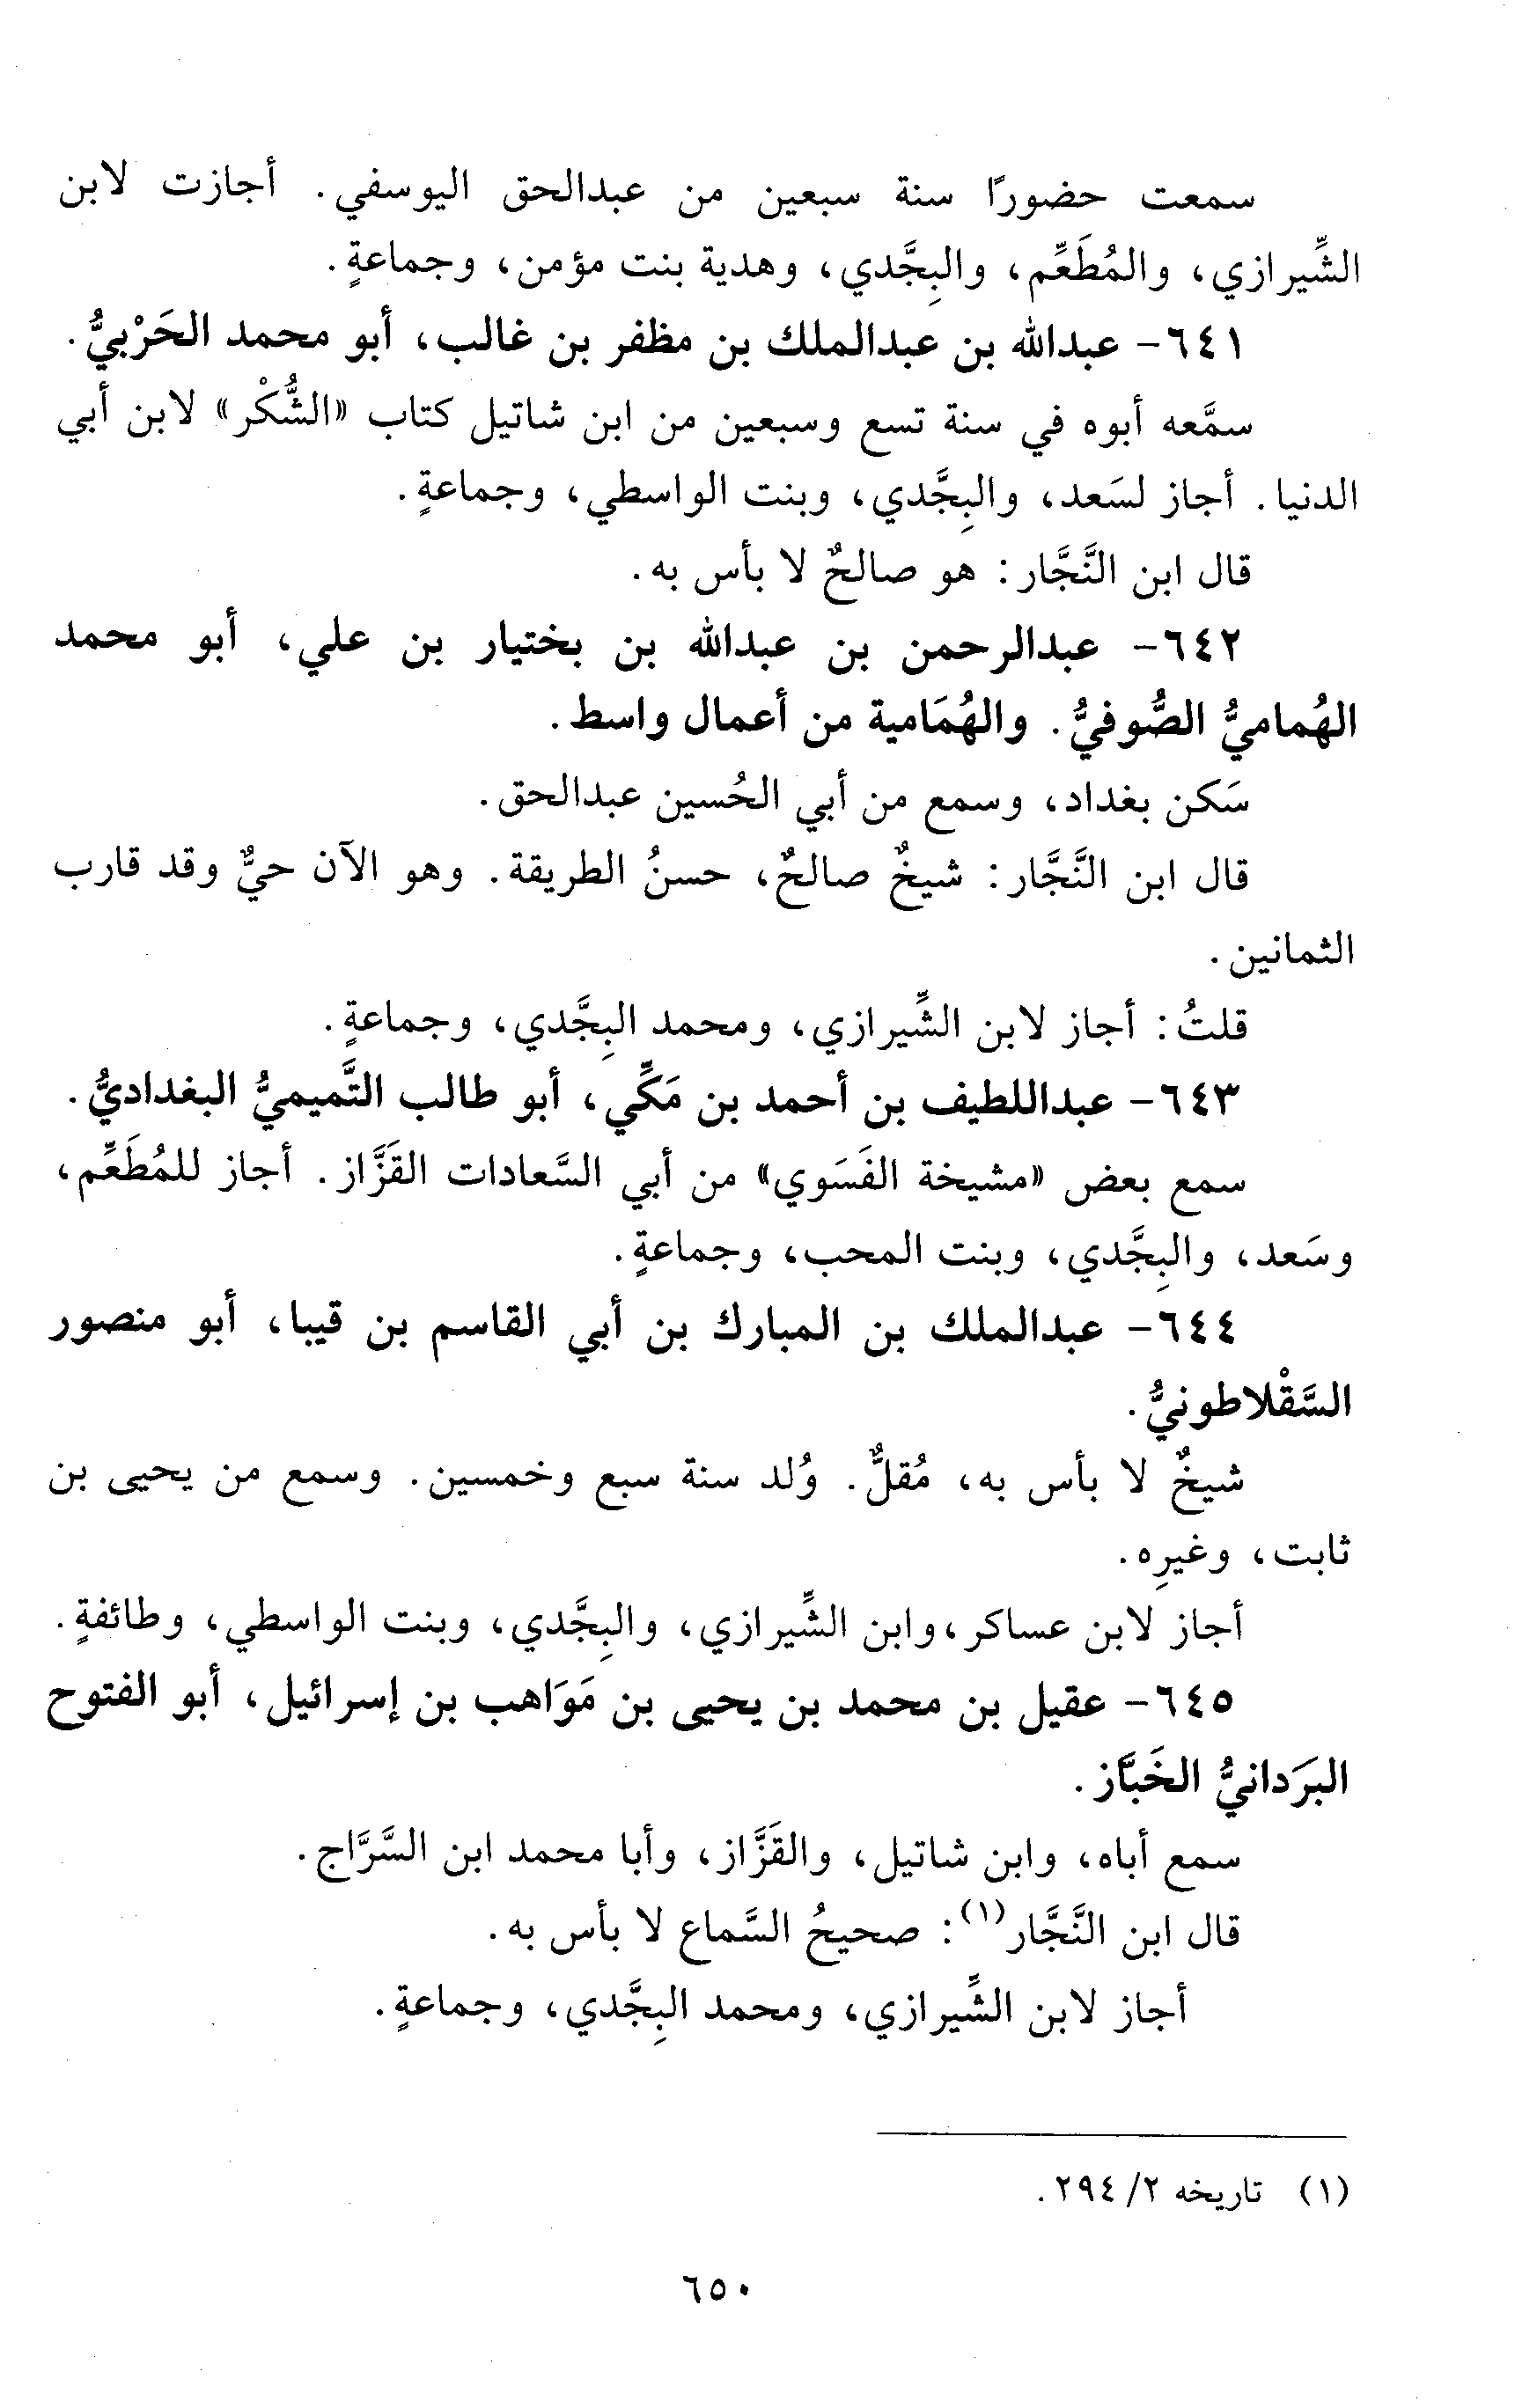 سمعت حضورًا سنة سبعين من عبدالحق اليوسفي. أجازت لابن
الشِّيرازي، والمُطَعِّم، والبِجَّدي، وهدية بنت مؤمن، وجماعةٍ.
٦٤١- عبدالله بن عبدالملك بن مظفر بن غالب، أبو محمد الحَرْبيُّ.
سمَّعه أبوه في سنة تسع وسبعين من ابن شاتيل كتاب «الشُّكْر» لابن أبي
الدنيا. أجاز لسَعد، والبِجَّدي، وبنت الواسطي، وجماعةٍ.
قال ابن النَّجَّار: هو صالحٌ لا بأس به.
٦٤٢- عبدالرحمن بن عبدالله بن بختيار بن علي، أبو محمد
الهُماميُّ الصُّوفيُّ. والهُمَامية من أعمال واسط.
سَكن بغداد، وسمع من أبي الحُسين عبدالحق.
قال ابن النَّجَّار: شيخٌ صالحٌ، حسنُ الطريقة. وهو الآن حيٌّ وقد قارب
الثمانين.
قلتُ: أجاز لابن الشِّيرازي، ومحمد البِجَّدي، وجماعةٍ.
٦٤٣- عبداللطيف بن أحمد بن مَكِّي، أبو طالب التَّميميُّ البغداديُّ.
سمع بعض «مشيخة الفَسَوي» من أبي السَّعادات القَزَّاز. أجاز للمُطَعِّم،
وسَعد، والبِجَّدي، وبنت المحب، وجماعةٍ.
٦٤٤- عبدالملك بن المبارك بن أبي القاسم بن قيبا، أبو منصور
السَّقْلاطونيُّ.
شيخٌ لا بأس به، مُقلٌّ. وُلد سنة سبع وخمسين. وسمع من يحيى بن
ثابت، وغيرِه.
أجاز لابن عساكر، وابن الشِّيرازي، والبِجَّدي، وبنت الواسطي، وطائفةٍ.
٦٤٥- عقيل بن محمد بن يحيى بن مَوَاهب بن إسرائيل، أبو الفتوح
البَرَدانيُّ الخَبَّاز.
سمع أباه، وابن شاتيل، والقَزَّاز، وأبا محمد ابن السَّرَّاج.
قال ابن النَّجَّار(١): صحيحُ السَّماع لا بأس به.
أجاز لابن الشِّيرازي، ومحمد البِجَّدي، وجماعةٍ.
(١) تاريخه ٢/ ٢٩٤.
٦٥٠